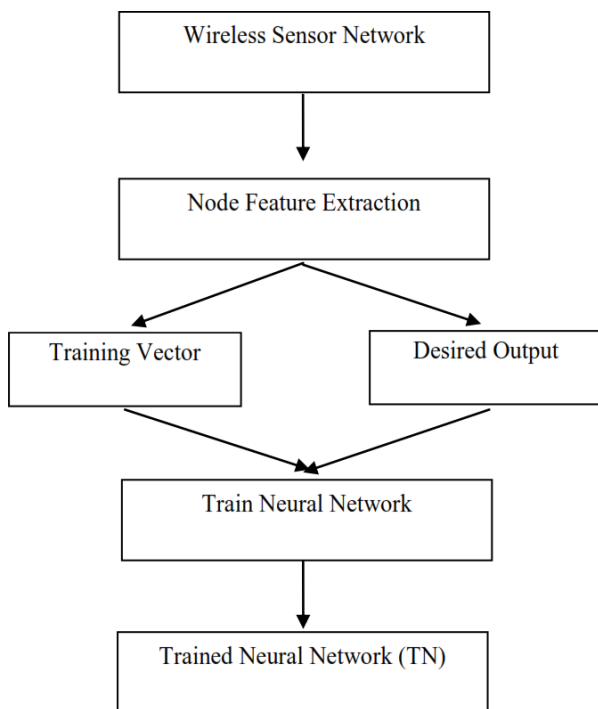 Wireless Sensor Network
Node Feature Extraction
Training Vector
Desired Output
Train Neural Network
Trained Neural Network (TN)